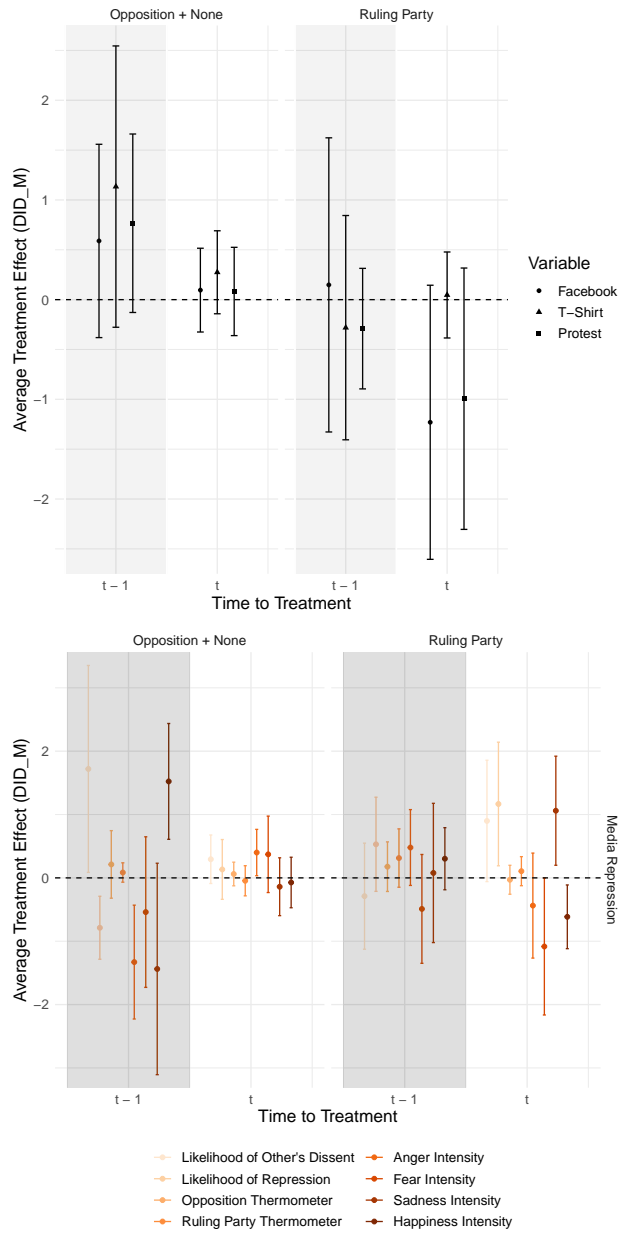 Opposition + None
Ruling Party
2
1
0
−1
−2
Average Treatment Effect (DID_M)
t − 1
t
t − 1
t
Time to Treatment
Variable
Facebook
T−Shirt
Protest
Opposition + None
Ruling Party
2
0
−2
Average Treatment Effect (DID_M)
Media Repression
t − 1
t
t − 1
t
Time to Treatment
Likelihood of Other's Dissent
Anger Intensity
Likelihood of Repression
Fear Intensity
Opposition Thermometer
Sadness Intensity
Ruling Party Thermometer
Happiness Intensity